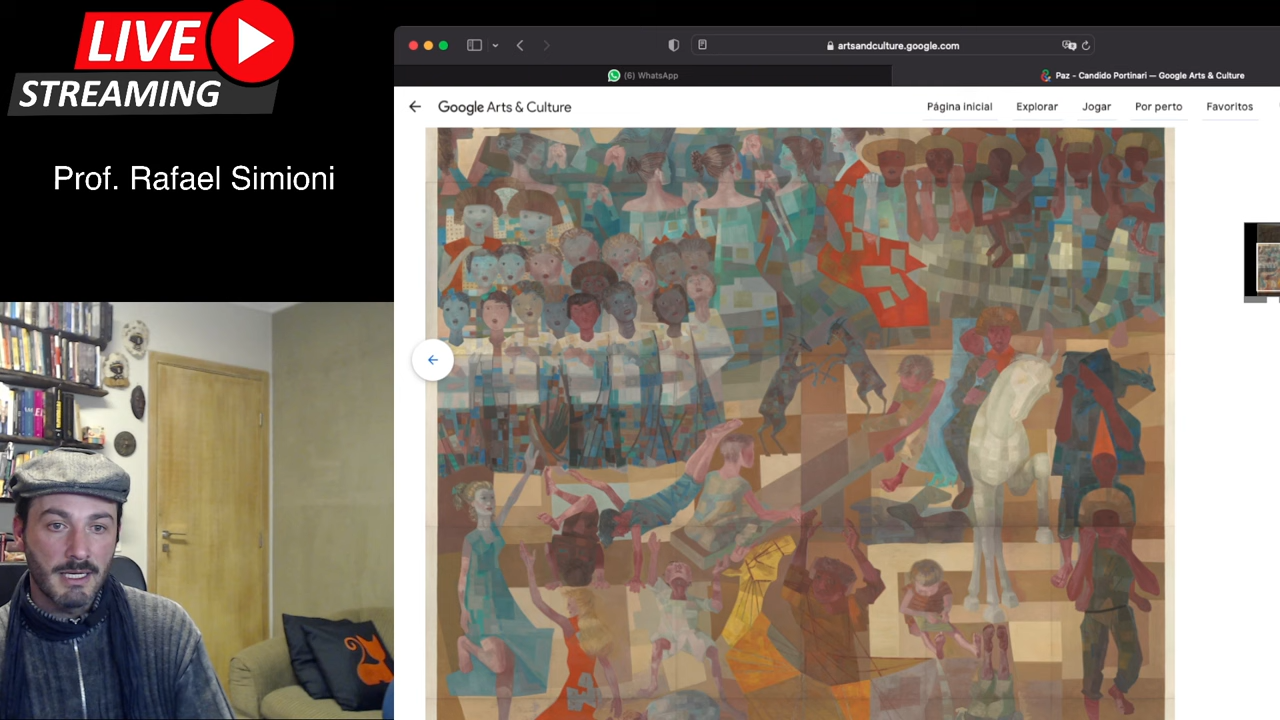 LIVE
STREAMING
Prof. Rafael Simioni
artsandculture.google.com
(6) WhatsApp
Paz - Candido Portinari — Google Arts & Culture
Google Arts & Culture
Página inicial
Explorar
Jogar
Por perto
Favoritos